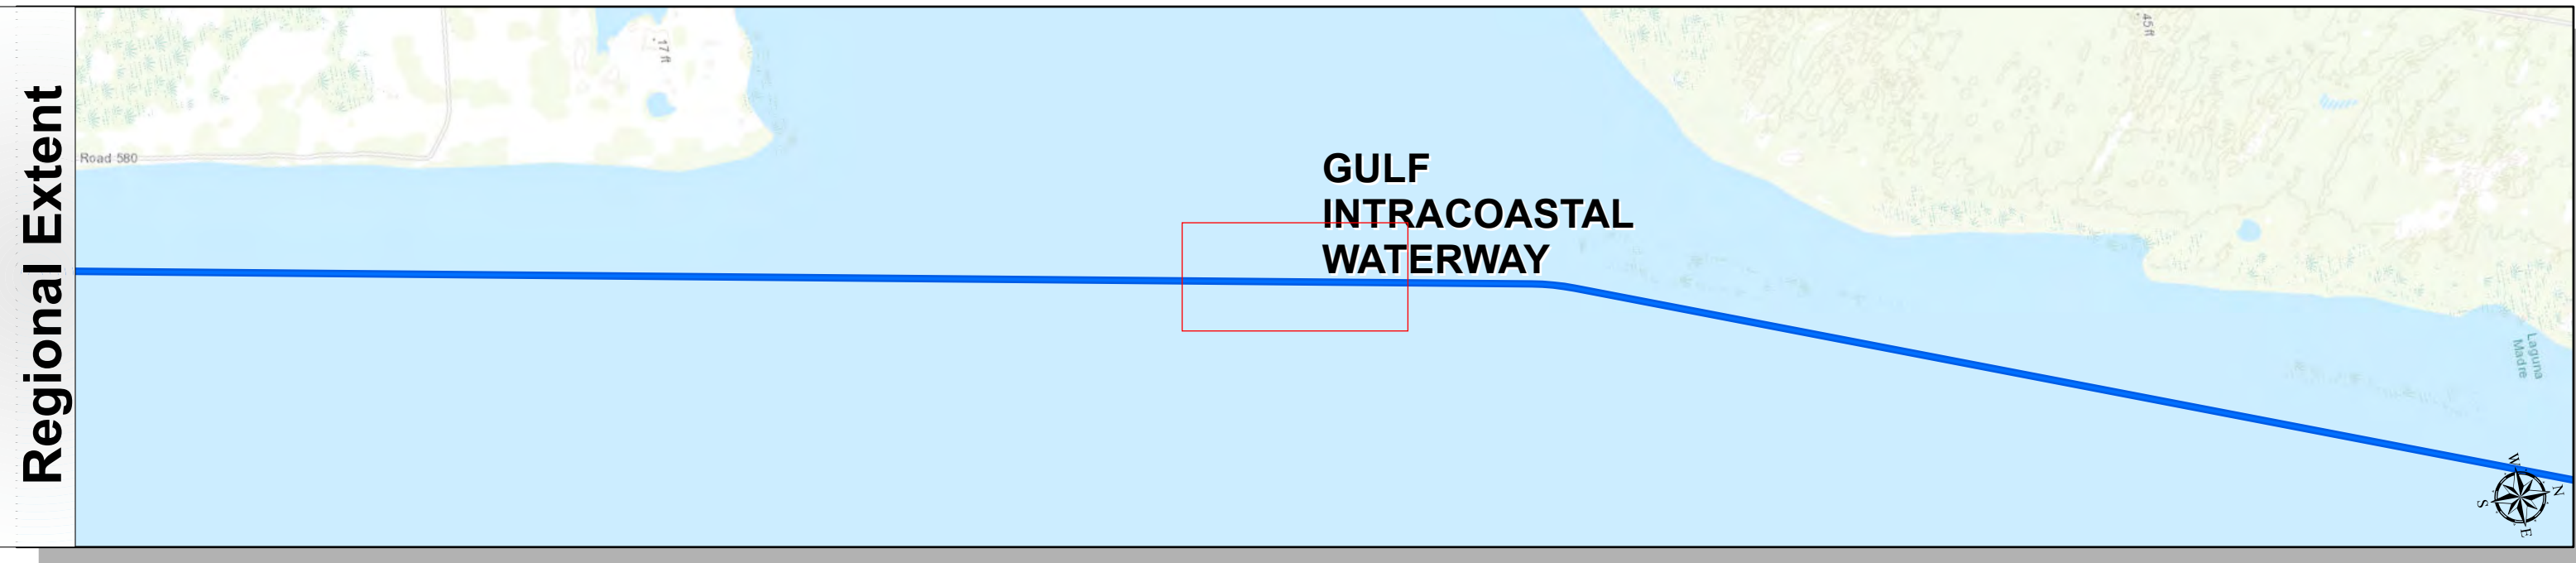 Regional Extent
Road 580
17 ft
45 ft
GULF
INTRACOASTAL
WATERWAY
Laguna
Madre
W
N
S
E